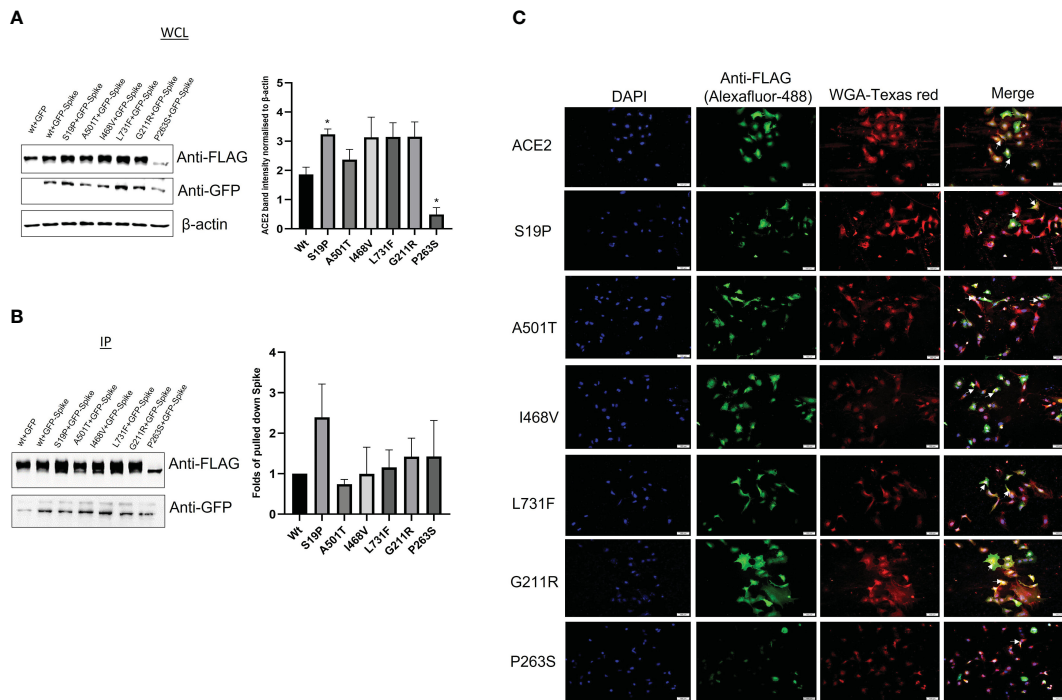 A
WCL
wt+GFP
wt+GFP-Spike
S19P+GFP-Spike
A501T+GFP-Spike
I468V+GFP-Spike
L731F+GFP-Spike
G211R+GFP-Spike
P263S+GFP-Spike
Anti-FLAG
Anti-GFP
β-actin
ACE2 band intensity normalised to β-actin
5
4
3
2
1
0
*
*
Wt
S19P
A501T
I468V
L731F
G211R
P263S
B
IP
wt+GFP
wt+GFP-Spike
S19P+GFP-Spike
A501T+GFP-Spike
I468V+GFP-Spike
L731F+GFP-Spike
G211R+GFP-Spike
P263S+GFP-Spike
Anti-FLAG
Anti-GFP
Folds of pulled down Spike
4
3
2
1
0
Wt
S19P
A501T
I468V
L731F
G211R
P263S
C
DAPI
Anti-FLAG
(Alexafluor-488)
WGA-Texas red
Merge
ACE2
S19P
A501T
I468V
L731F
G211R
P263S